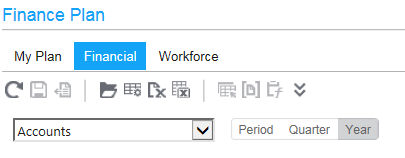 Finance Plan
My Plan Financial Workforce
Accounts Period Quarter Year